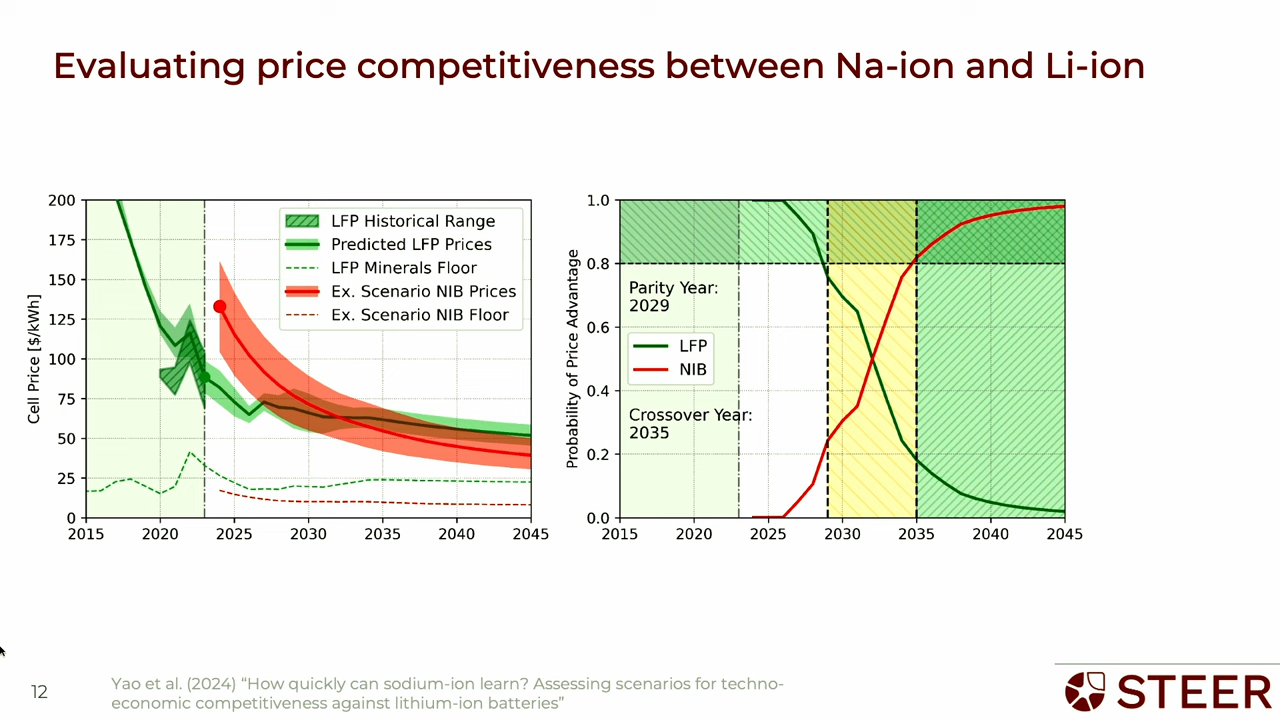 Evaluating price competitiveness between Na-ion and Li-ion
200
175
150
125
100
75
50
25
0
Cell Price [$/kWh]
2015 2020 2025 2030 2035 2040 2045
LFP Historical Range
Predicted LFP Prices
LFP Minerals Floor
Ex. Scenario NIB Prices
Ex. Scenario NIB Floor
1.0
0.8
0.6
0.4
0.2
0.0
Probability of Price Advantage
2015 2020 2025 2030 2035 2040 2045
Parity Year:
2029
LFP
NIB
Crossover Year:
2035
12
Yao et al. (2024) “How quickly can sodium-ion learn? Assessing scenarios for techno-
economic competitiveness against lithium-ion batteries”
STEER